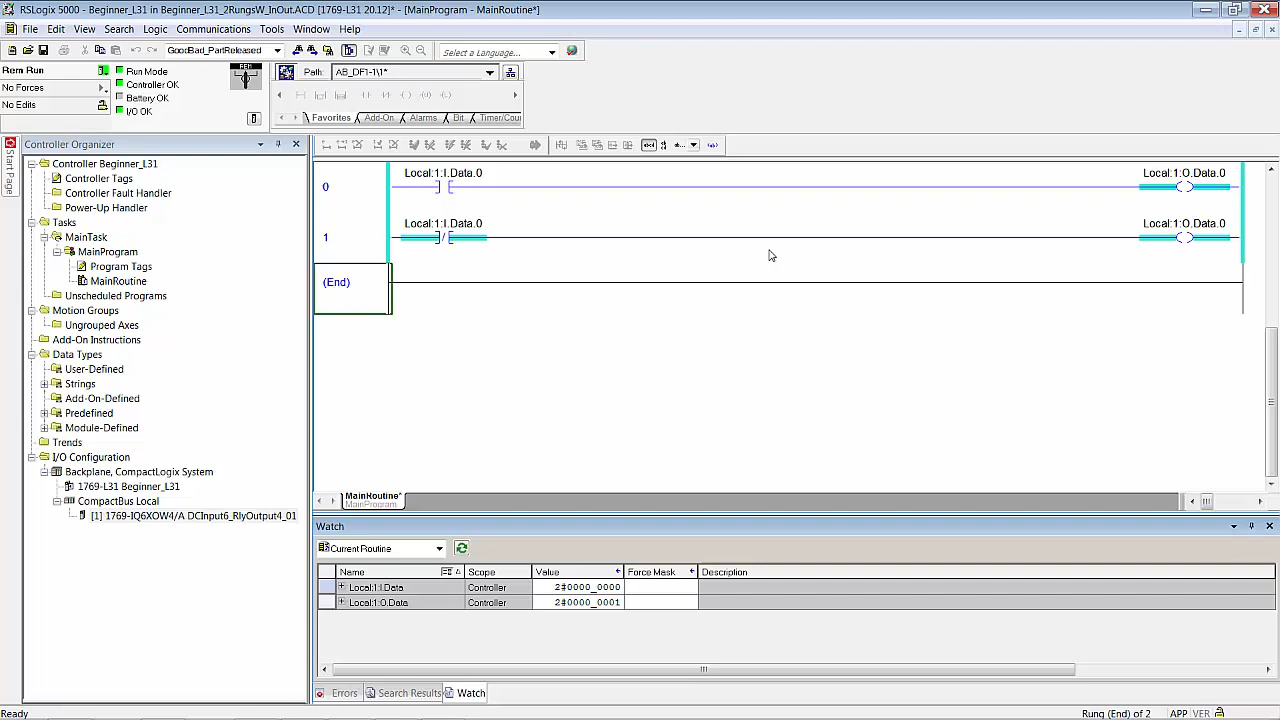 RSLogix 5000 - Beginner_L31 in Beginner_L31_2RungsW_InOut.ACD [1769-L31 20.12]* - [MainProgram - MainRoutine*]
File Edit View Search Logic Communications Tools Window Help
GoodBad_PartReleased
Select a Language...
Rem Run
Run Mode
REM
Path: AB_DF1-1\1*
No Forces
Controller OK
Battery OK
No Edits
I/O OK
Favorites Add-On Alarms Bit Timer/Cou
Start Page
Controller Organizer
Controller Beginner_L31
Controller Tags
Controller Fault Handler
Power-Up Handler
Tasks
MainTask
MainProgram
Program Tags
MainRoutine
Unscheduled Programs
Motion Groups
Ungrouped Axes
Add-On Instructions
Data Types
User-Defined
Strings
Add-On-Defined
Predefined
Module-Defined
Trends
I/O Configuration
Backplane, CompactLogix System
1769-L31 Beginner_L31
CompactBus Local
[1] 1769-IQ6XOW4/A DCInput6_RlyOutput4_01
Local:1:I.Data.0 Local:1:O.Data.0
0
Local:1:I.Data.0 Local:1:O.Data.0
1
(End)
MainRoutine*
MainProgram
Watch
Current Routine
Name Scope Value Force Mask Description
Local:1:I.Data Controller 2#0000_0000
Local:1:O.Data Controller 2#0000_0001
Errors Search Results Watch
Ready
Rung (End) of 2 APP VER